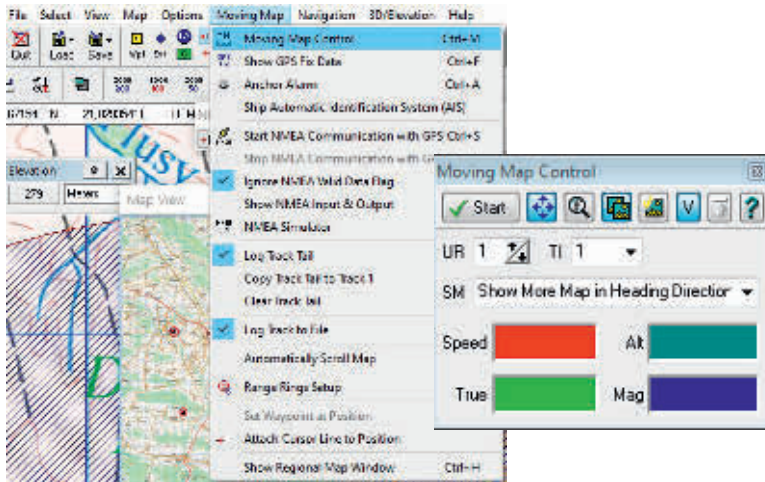 File Select View Map Options Moving Map Navigation 3D/Elevation Help
Quit Load Save Wpt
Elevation
279 Meters
Map View
Moving Map Control Ctrl+M
Show GPS Fix Data Ctrl+F
Anchor Alarm Ctrl+A
Ship Automatic Identification System (AIS)
Start NMEA Communication with GPS Ctrl+S
Stop NMEA Communication with
Ignore NMEA Valid Data Flag
Show NMEA Input & Output
NMEA Simulator
Log Track Tail
Copy Track Tail to Track 1
Clear Track Tail
Log Track to File
Automatically Scroll Map
Range Rings Setup
Set Waypoint at Position
Attach Cursor Line to Position
Show Regional Map Window Ctrl+H
Moving Map Control
Start V ?
UR 1 TI 1
SM Show More Map in Heading Direction
Speed Alt
True Mag